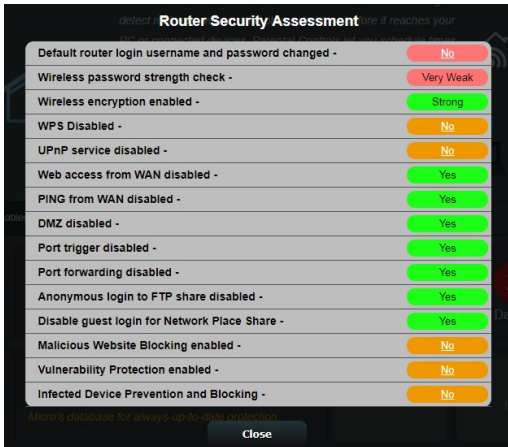 detect
it reaches your
Router Security Assessment
Default router login username and password changed - No
Wireless password strength check - Very Weak
Wireless encryption enabled - Strong
WPS Disabled - No
UPnP service disabled - No
Web access from WAN disabled - Yes
PING from WAN disabled - Yes
DMZ disabled - Yes
Port trigger disabled - Yes
Port forwarding disabled - Yes
Anonymous login to FTP share disabled - Yes
Disable guest login for Network Place Share - Yes
Malicious Website Blocking enabled - No
Vulnerability Protection enabled - No
Infected Device Prevention and Blocking - No
Micro's database for always-up-to-date protection.
Close